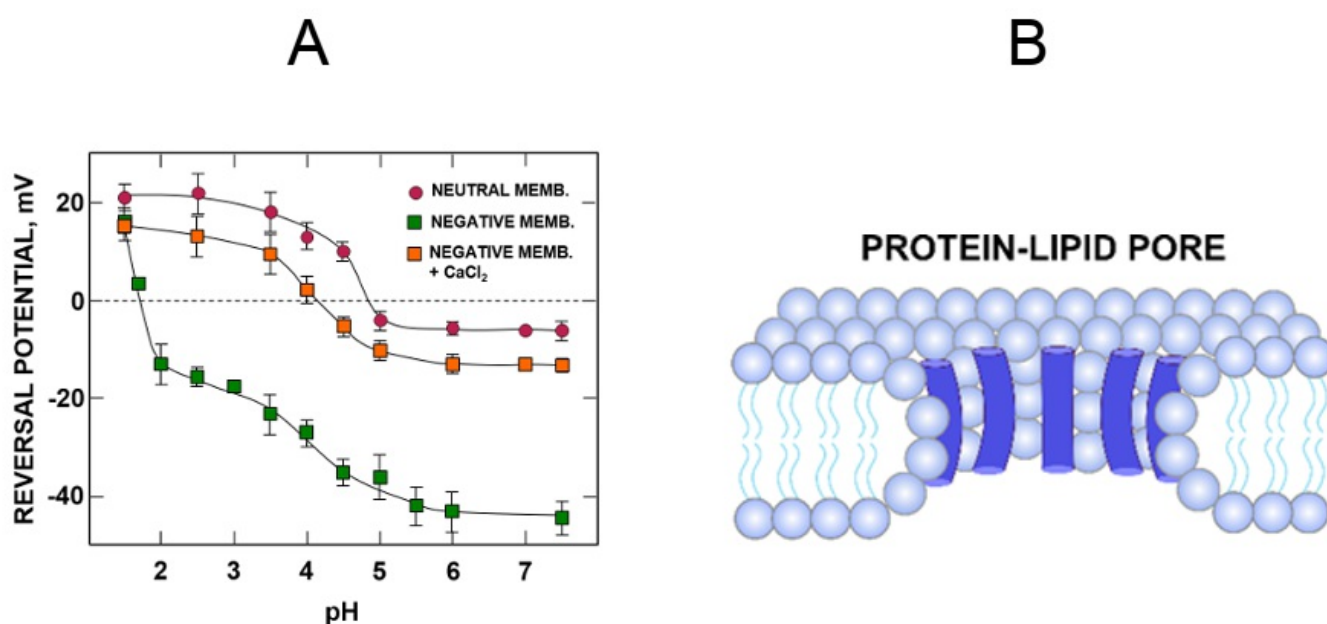 A
B
REVERSAL POTENTIAL, mV
20
0
-20
-40
NEUTRAL MEMB.
NEGATIVE MEMB.
NEGATIVE MEMB.
+ CaCl₂
2 3 4 5 6 7
pH
PROTEIN-LIPID PORE